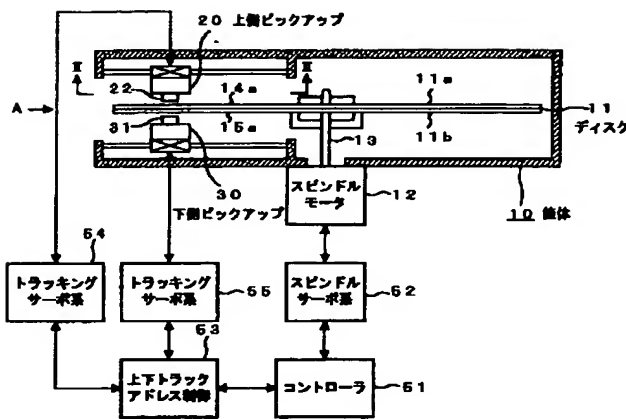 20 上側ピックアップ
II II
22 14a 11a
A 11 ディスク
31 15a 13 11b
30 下側ピックアップ
スピンドル
モータ
12
10 筐体
54
トラッキング
サーボ系
トラッキング
サーボ系
55
スピンドル
サーボ系
52
53
上下トラック
アドレス制御
コントローラ
51